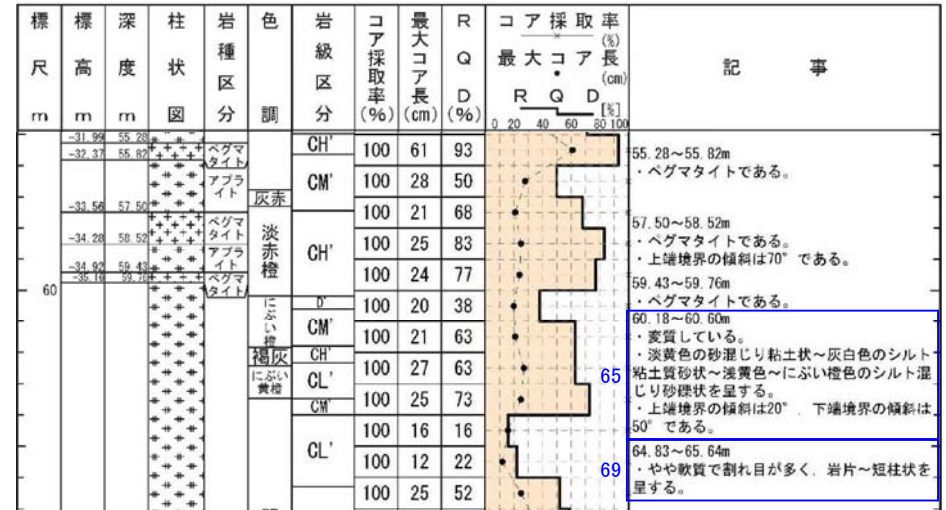 標尺 m
標高 m
深度 m
柱状図
岩種区分
色調
岩級区分
コア採取率(%)
最大コア長(cm)
RQD(%)
コア採取率
(%)
最大コア長
(cm)
RQD
[%]
0 20 40 60 80 100
記事
-31.99 55.28 CH' 100 61 93
-32.37 55.82 ペグマタイト
アプライト CM' 100 28 50
灰赤
-33.56 57.50 100 21 68
ペグマタイト 淡赤橙
-34.28 58.52 CH' 100 25 83
アプライト
-34.92 59.43 100 24 77
ペグマタイト
60
にぶい橙 D' 100 20 38
CM' 100 21 63
褐灰 CH' 100 27 63
にぶい黄橙 CL' 100 25 73
CM'
100 16 16
CL' 100 12 22
100 25 52
55.28～55.82m
・ペグマタイトである。
57.50～58.52m
・ペグマタイトである。
・上端境界の傾斜は70°である。
59.43～59.76m
・ペグマタイトである。
60.18～60.60m
・変質している。
・淡黄色の砂混じり粘土状～灰白色のシルト
65
粘土質砂状～浅黄色～にぶい橙色のシルト混
じり砂礫状を呈する。
・上端境界の傾斜は20°、下端境界の傾斜は
50°である。
64.83～65.64m
69
・やや軟質で割れ目が多く、岩片～短柱状を
呈する。